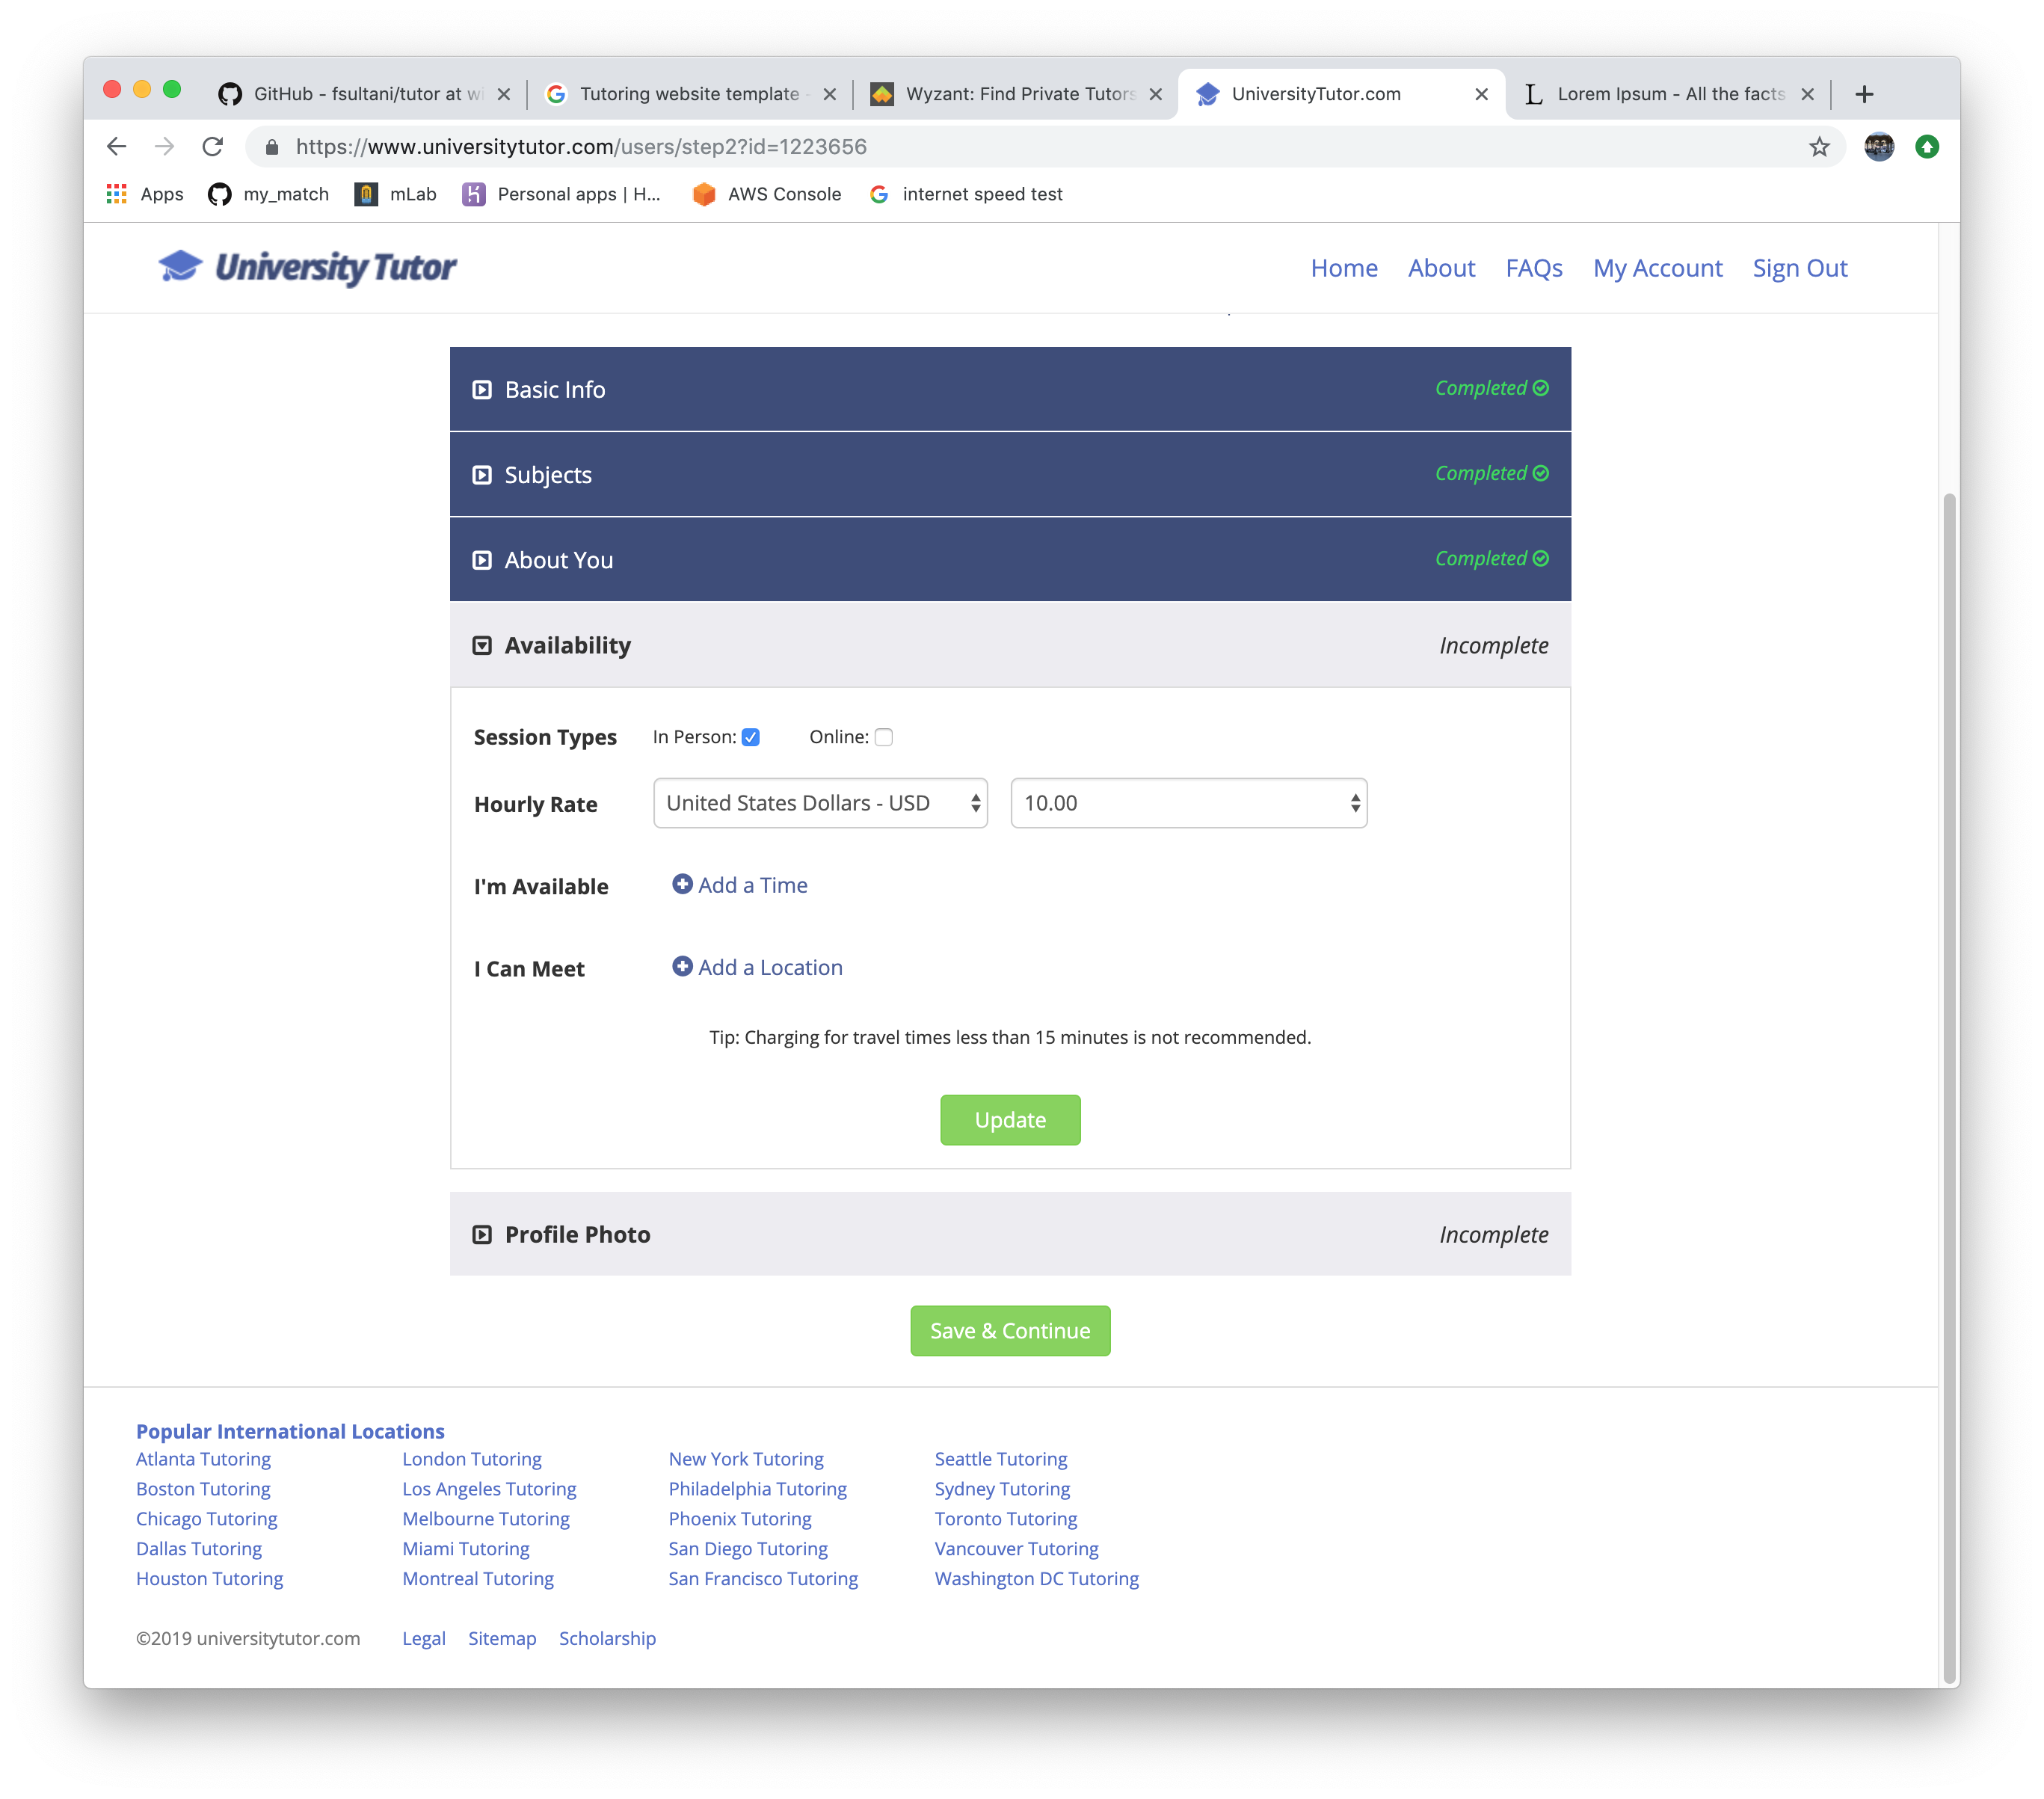 GitHub - fsultani/tutor at wi
Tutoring website template -
Wyzant: Find Private Tutors
UniversityTutor.com
Lorem Ipsum - All the facts
https://www.universitytutor.com/users/step2?id=1223656
Apps my_match mLab Personal apps | H... AWS Console internet speed test
University Tutor
Home About FAQs My Account Sign Out
Basic Info Completed
Subjects Completed
About You Completed
Availability Incomplete
Session Types In Person: Online:
Hourly Rate United States Dollars - USD 10.00
I'm Available Add a Time
I Can Meet Add a Location
Tip: Charging for travel times less than 15 minutes is not recommended.
Update
Profile Photo Incomplete
Save & Continue
Popular International Locations
Atlanta Tutoring London Tutoring New York Tutoring Seattle Tutoring
Boston Tutoring Los Angeles Tutoring Philadelphia Tutoring Sydney Tutoring
Chicago Tutoring Melbourne Tutoring Phoenix Tutoring Toronto Tutoring
Dallas Tutoring Miami Tutoring San Diego Tutoring Vancouver Tutoring
Houston Tutoring Montreal Tutoring San Francisco Tutoring Washington DC Tutoring
©2019 universitytutor.com Legal Sitemap Scholarship